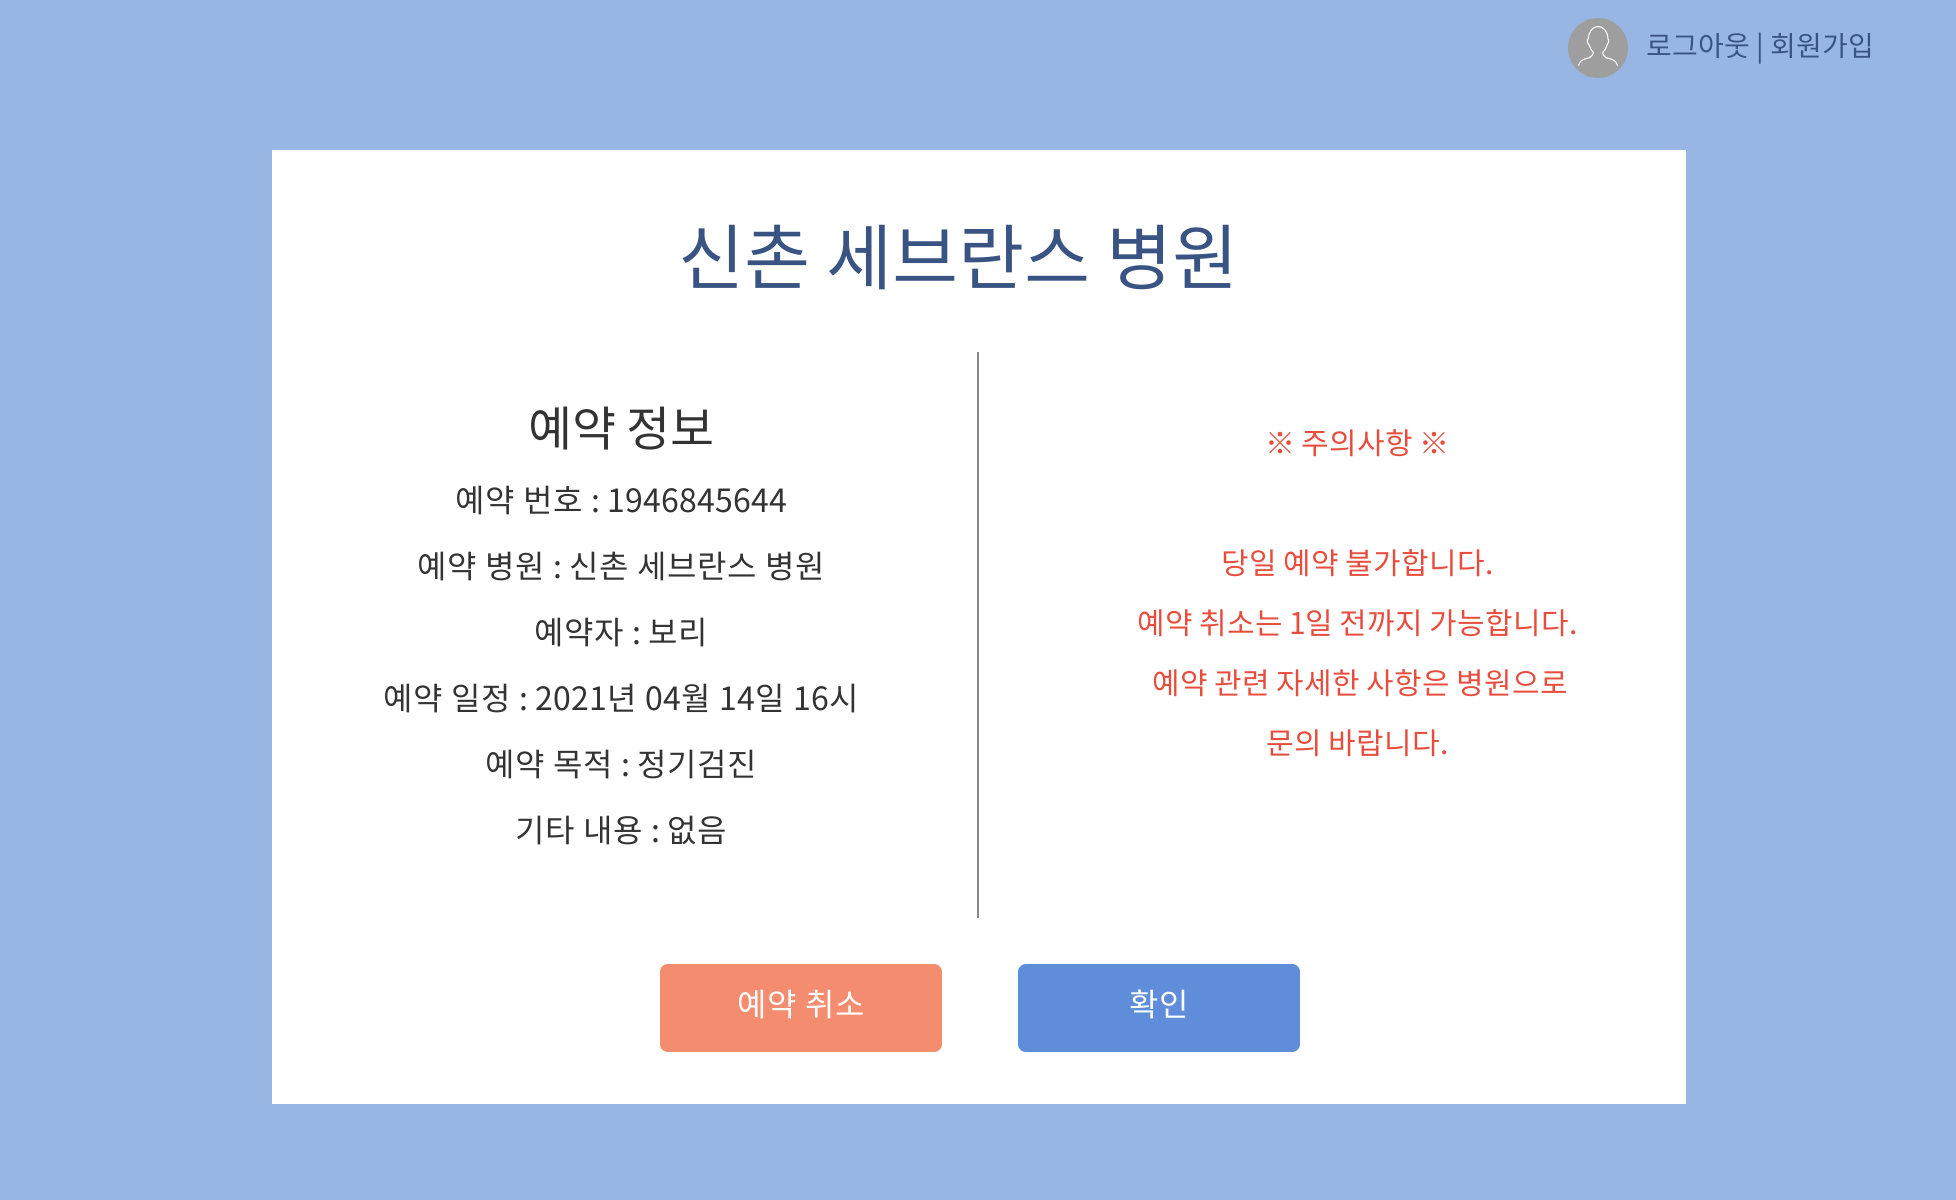 로그아웃 | 회원가입
신촌 세브란스 병원
예약 정보
예약 번호 : 1946845644
예약 병원 : 신촌 세브란스 병원
예약자 : 보리
예약 일정 : 2021년 04월 14일 16시
예약 목적 : 정기검진
기타 내용 : 없음
※ 주의사항 ※
당일 예약 불가합니다.
예약 취소는 1일 전까지 가능합니다.
예약 관련 자세한 사항은 병원으로
문의 바랍니다.
예약 취소
확인